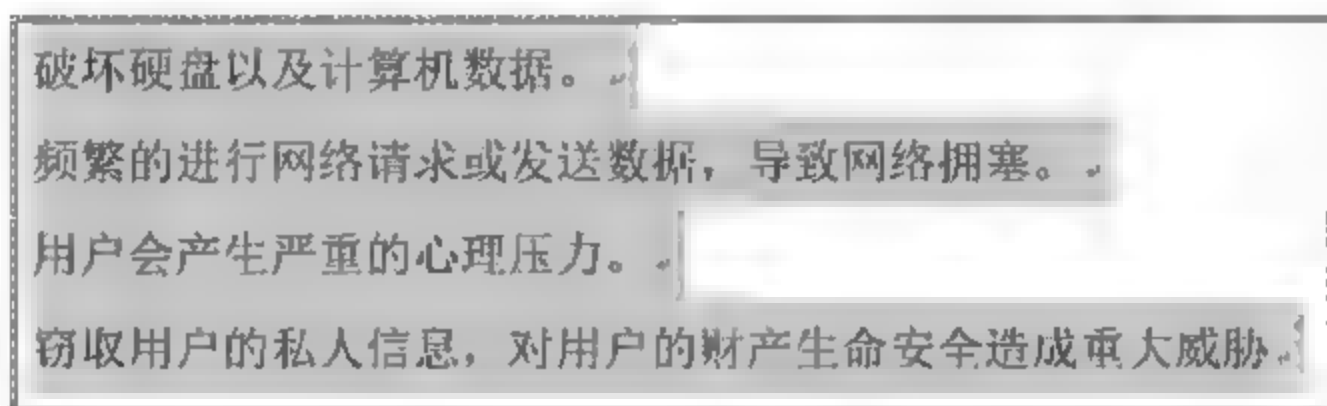 破坏硬盘以及计算机数据。
频繁的进行网络请求或发送数据，导致网络拥塞。
用户会产生严重的心理压力。
窃取用户的私人信息，对用户的财产生命安全造成重大威胁